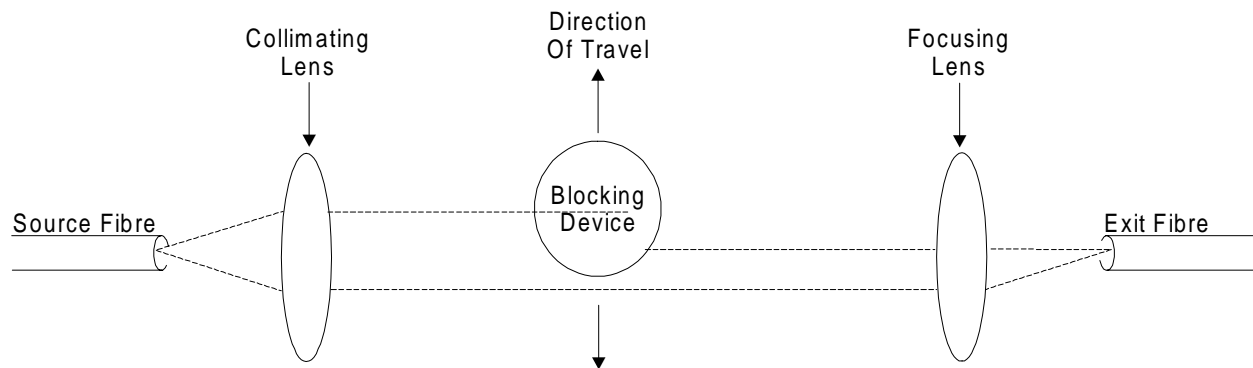 Direction
Of Travel
Collimating
Lens
Focusing
Lens
Blocking
Device
Source Fibre
Exit Fibre